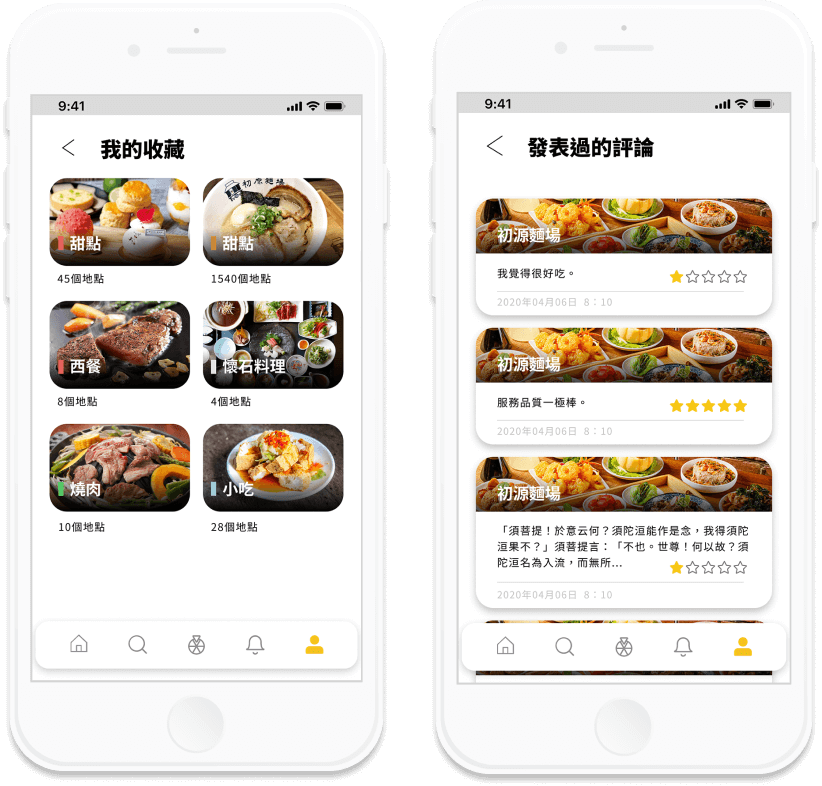 9:41
我的收藏
甜點
45個地點
初原麵場
甜點
1540個地點
西餐
8個地點
懷石料理
4個地點
燒肉
10個地點
小吃
28個地點
9:41
發表過的評論
初源麵場
我覺得很好吃。
2020年04月06日 8：10
初源麵場
服務品質一極棒。
2020年04月06日 8：10
初源麵場
「須菩提！於意云何？須陀洹能作是念，我得須陀
洹果不？」須菩提言：「不也。世尊！何以故？須
陀洹名為入流，而無所...
2020年04月06日 8：10